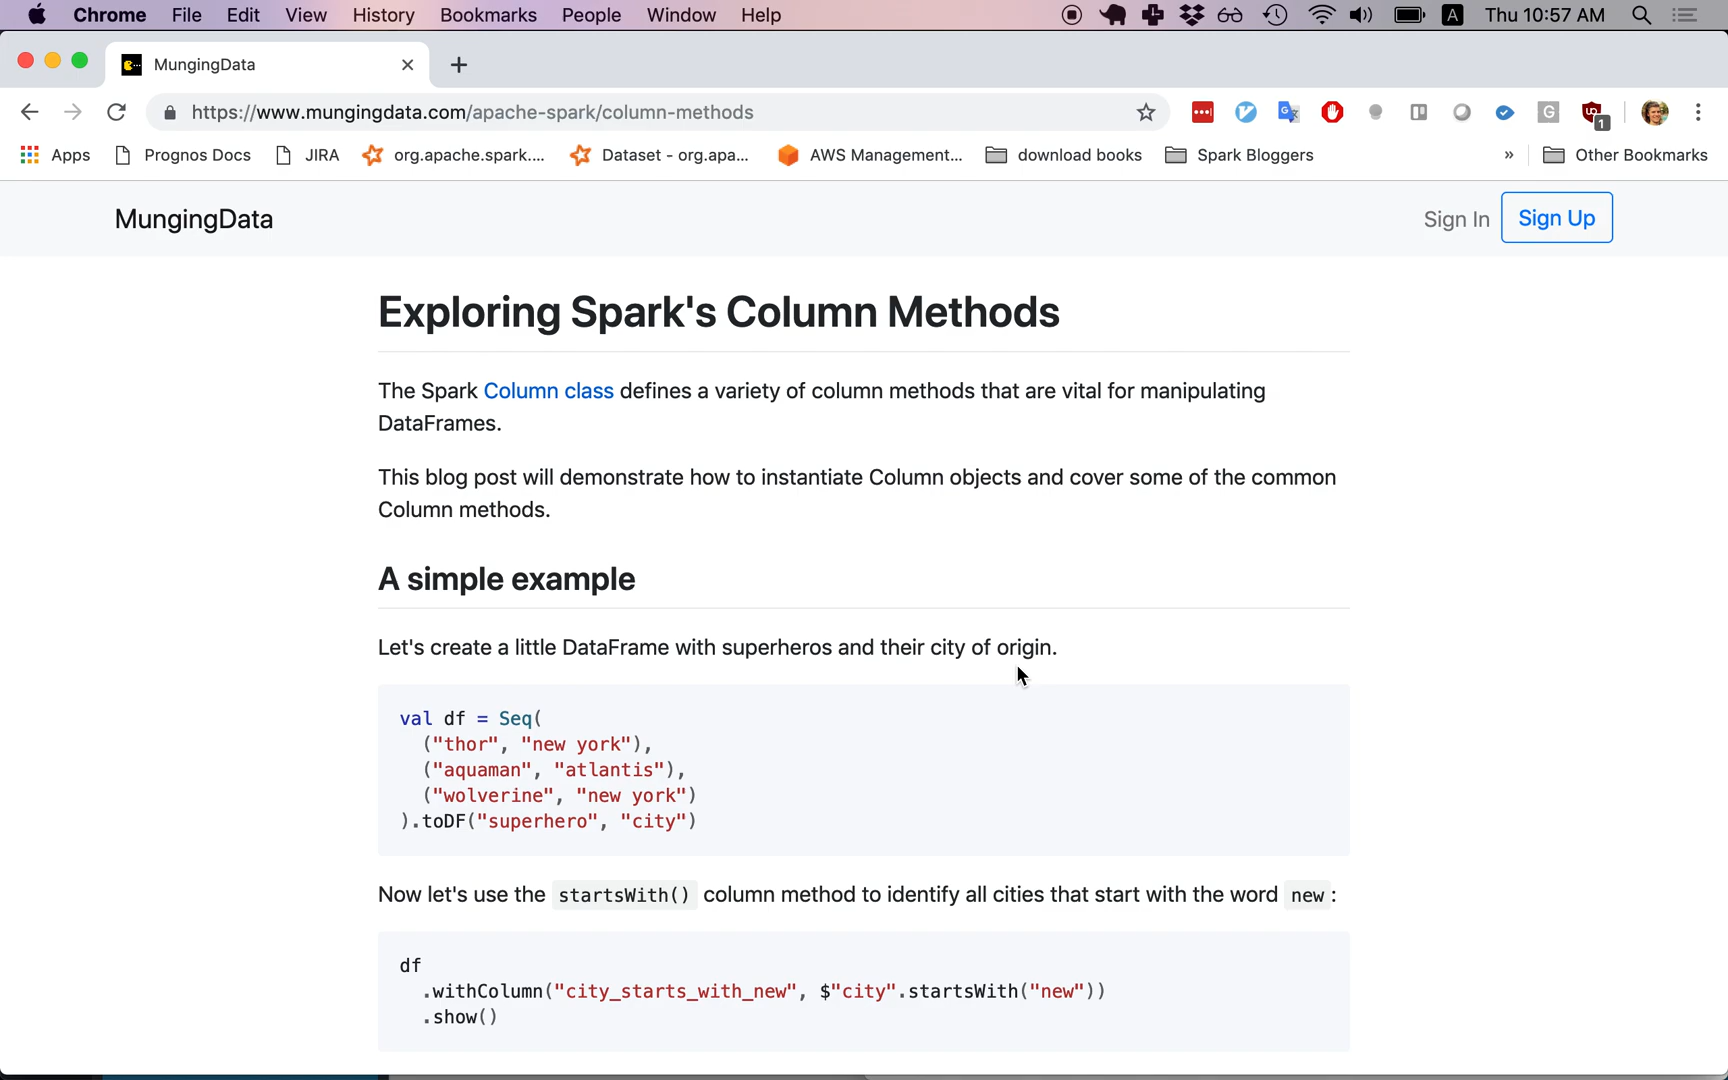 Chrome File Edit View History Bookmarks People Window Help A Thu 10:57 AM
MungingData
https://www.mungingdata.com/apache-spark/column-methods G 1
Apps Prognos Docs JIRA org.apache.spark.... Dataset - org.apa... AWS Management... download books Spark Bloggers » Other Bookmarks
MungingData Sign In Sign Up
Exploring Spark's Column Methods
The Spark Column class defines a variety of column methods that are vital for manipulating
DataFrames.
This blog post will demonstrate how to instantiate Column objects and cover some of the common
Column methods.
A simple example
Let's create a little DataFrame with superheros and their city of origin.
val df = Seq(
("thor", "new york"),
("aquaman", "atlantis"),
("wolverine", "new york")
).toDF("superhero", "city")
Now let's use the startsWith() column method to identify all cities that start with the word new :
df
.withColumn("city_starts_with_new", $"city".startsWith("new"))
.show()